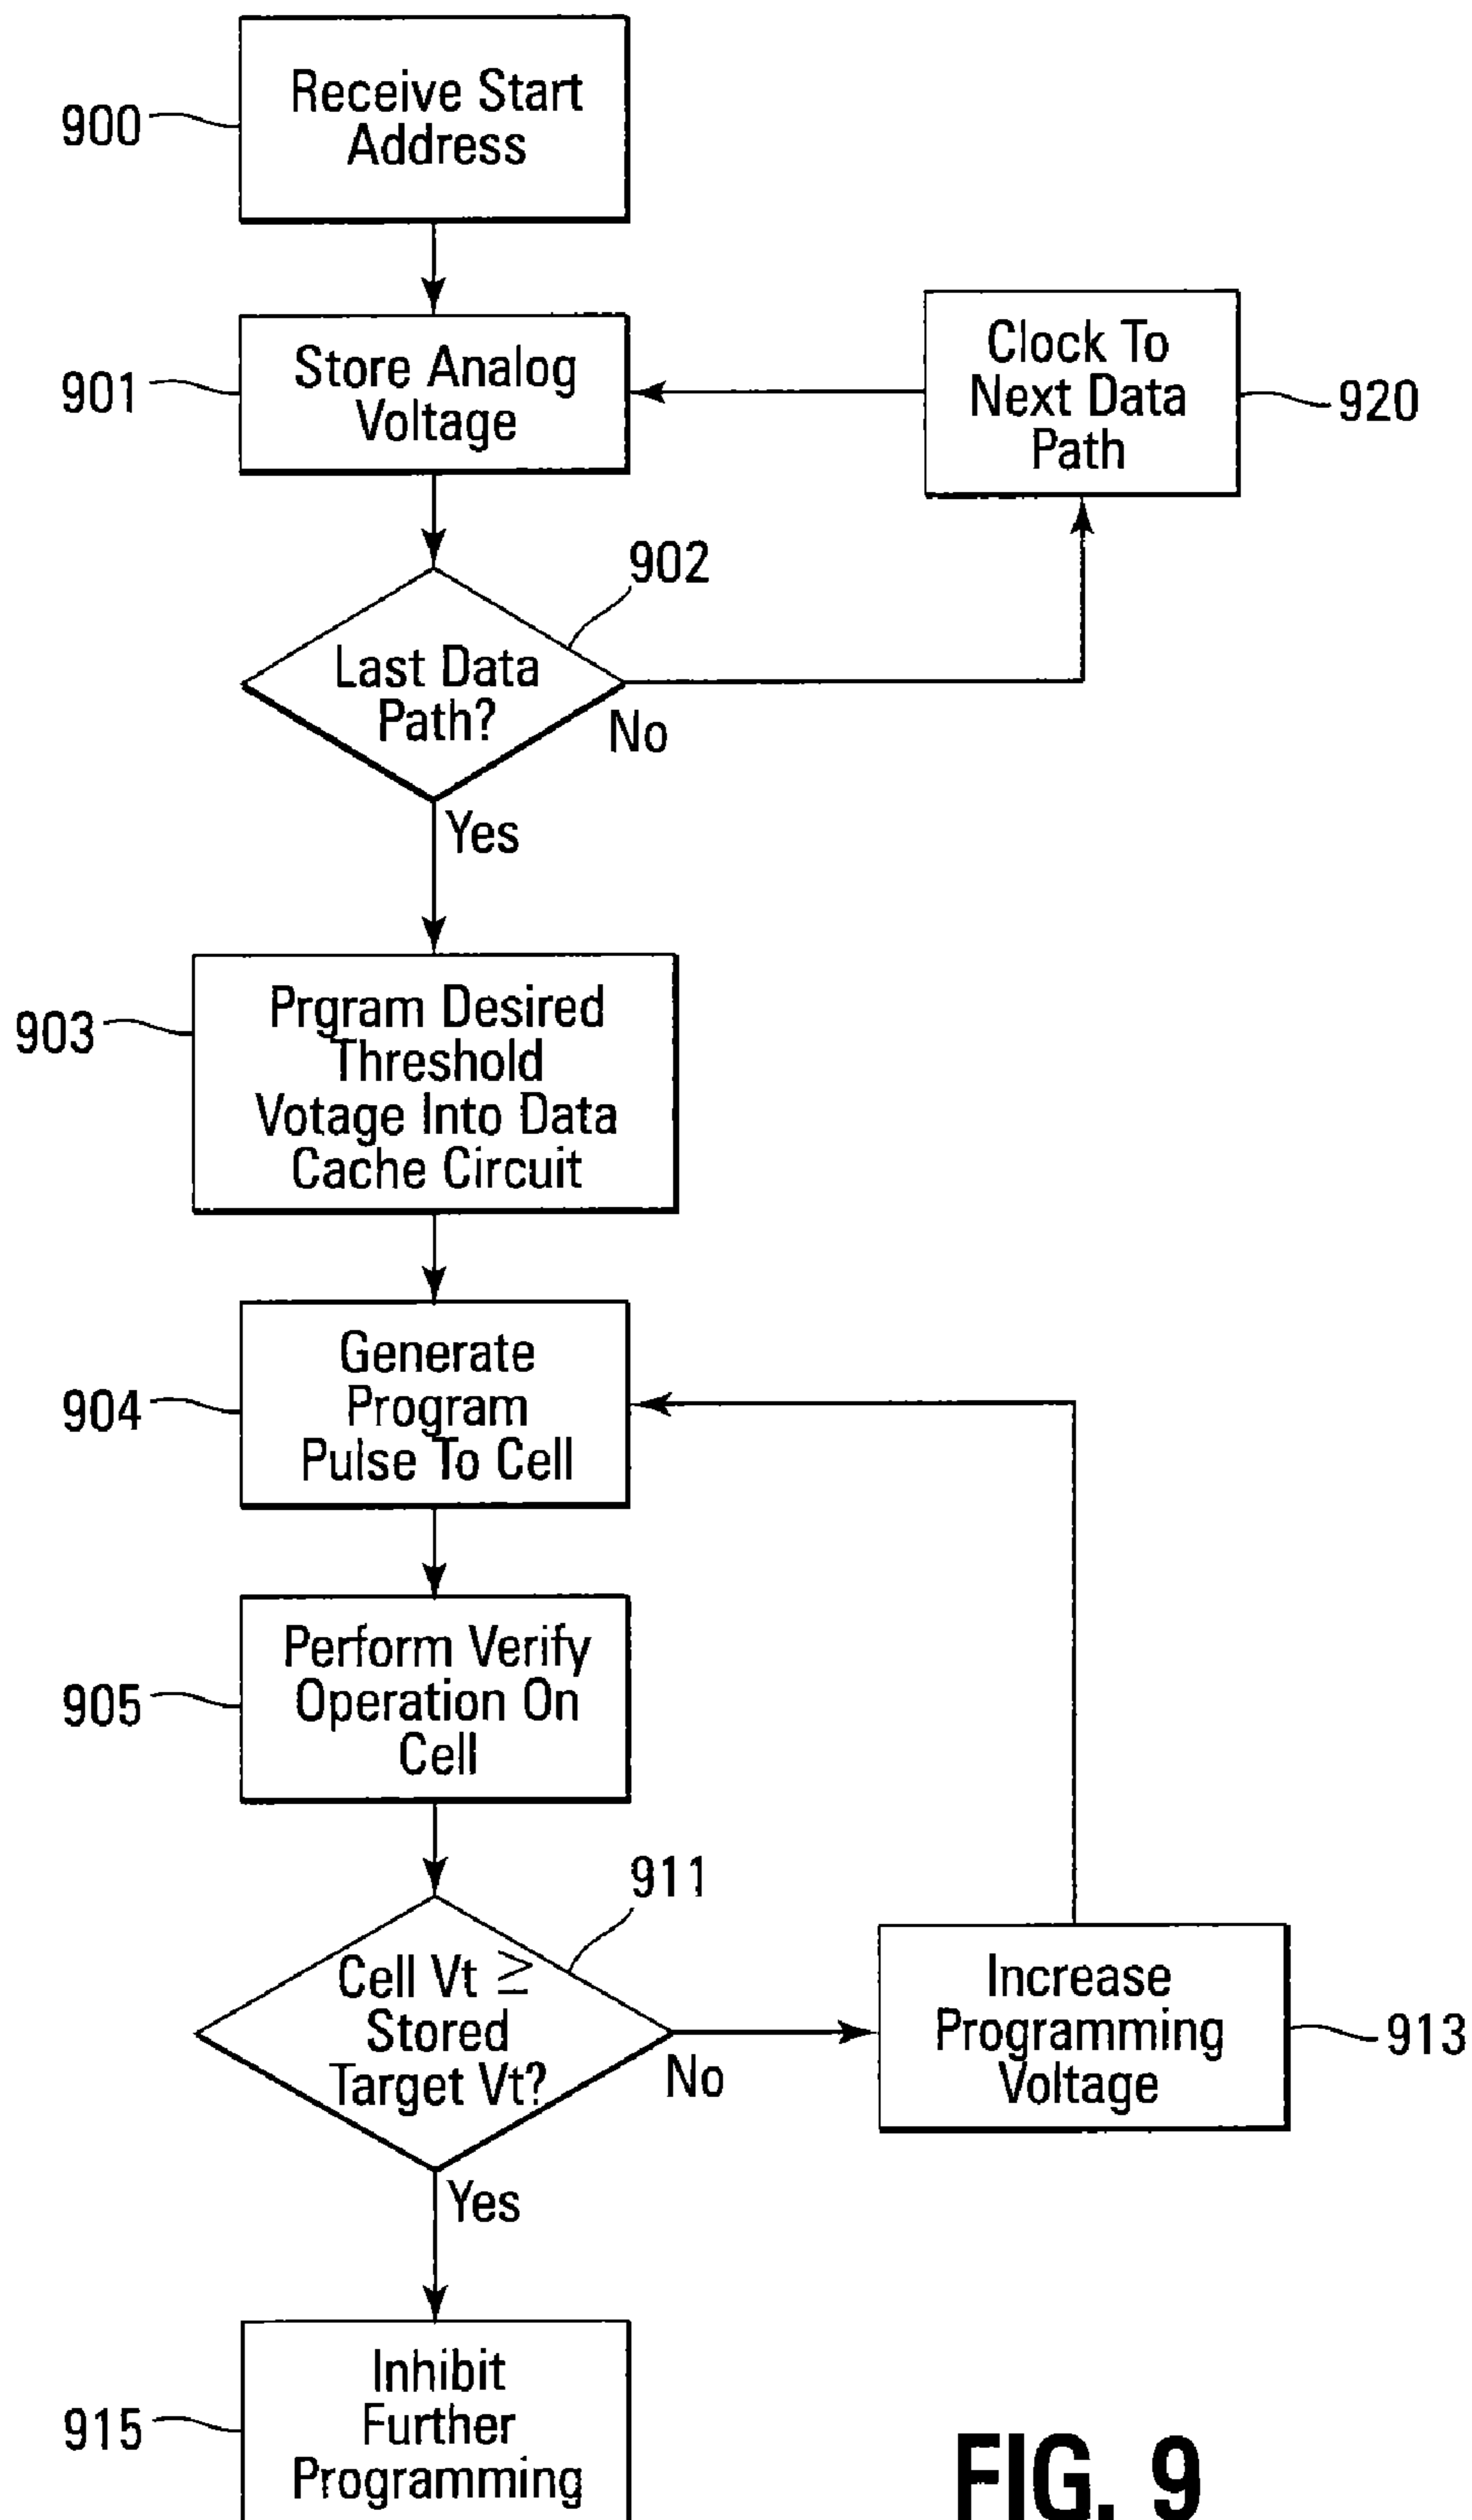 Receive Start
Address
900
Store Analog
Voltage
901
Clock To
Next Data
Path
920
902
Last Data
Path?
No
Yes
Prgram Desired
Threshold
Votage Into Data
Cache Circuit
903
Generate
Program
Pulse To Cell
904
Perform Verify
Operation On
Cell
905
911
Cell Vt ≥
Stored
Target Vt?
No
Increase
Programming
Voltage
913
Yes
Inhibit
Further
Programming
915
FIG. 9